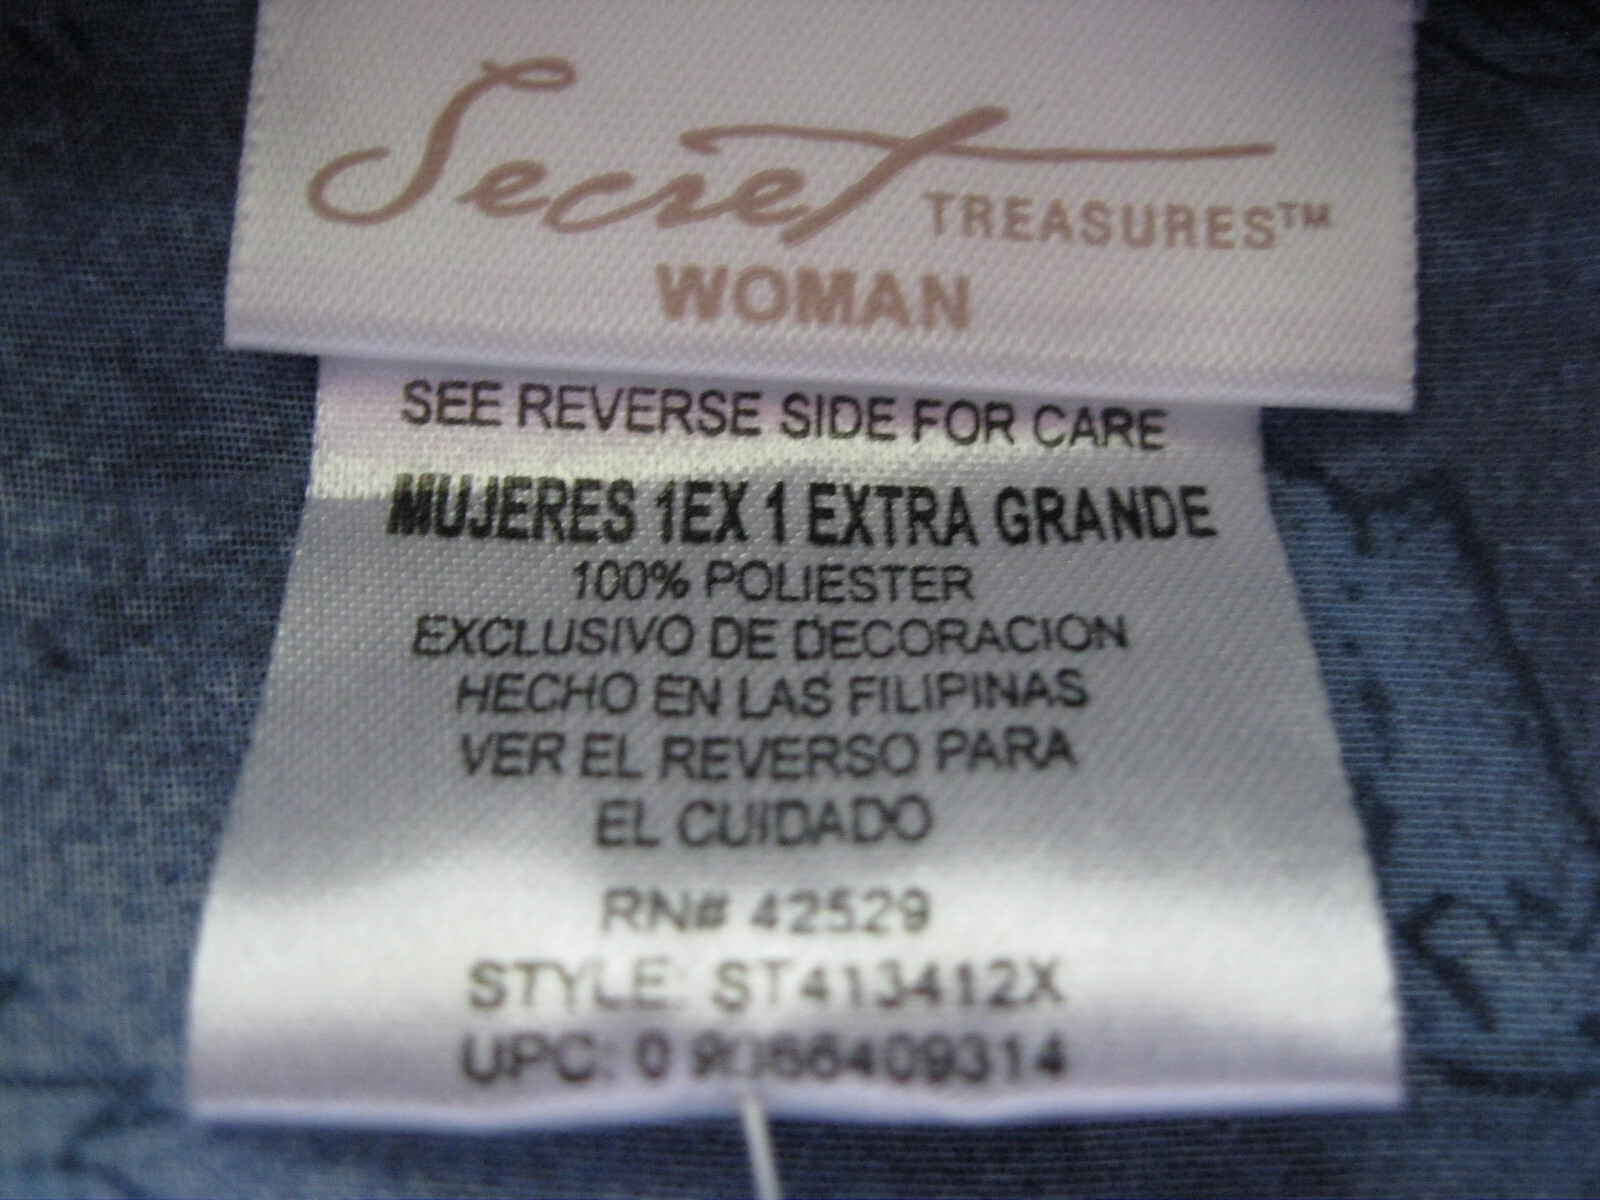 Secret TREASURES™
WOMAN
SEE REVERSE SIDE FOR CARE
MUJERES 1EX 1 EXTRA GRANDE
100% POLIESTER
EXCLUSIVO DE DECORACION
HECHO EN LAS FILIPINAS
VER EL REVERSO PARA
EL CUIDADO
RN# 42529
STYLE: ST413412X
UPC: 0